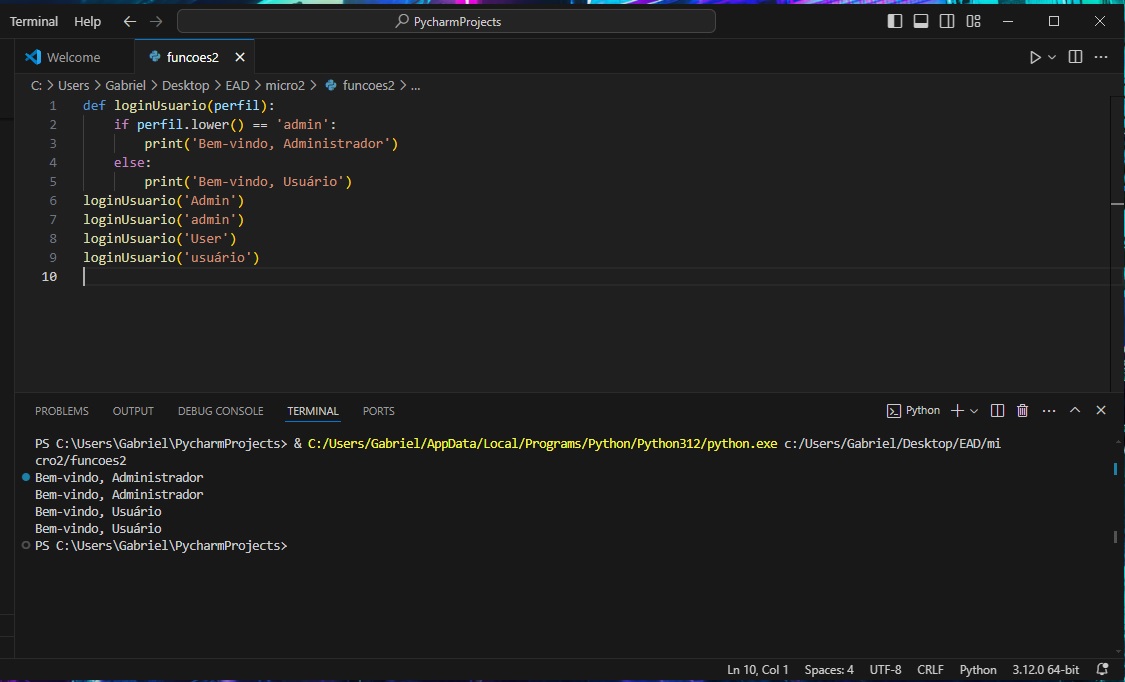 Terminal Help PycharmProjects
Welcome funcoes2
C: > Users > Gabriel > Desktop > EAD > micro2 > funcoes2 > ...
1 def loginUsuario(perfil):
2 if perfil.lower() == 'admin':
3 print('Bem-vindo, Administrador')
4 else:
5 print('Bem-vindo, Usuário')
6 loginUsuario('Admin')
7 loginUsuario('admin')
8 loginUsuario('User')
9 loginUsuario('usuário')
10
PROBLEMS OUTPUT DEBUG CONSOLE TERMINAL PORTS Python
PS C:\Users\Gabriel\PycharmProjects> & C:/Users/Gabriel/AppData/Local/Programs/Python/Python312/python.exe c:/Users/Gabriel/Desktop/EAD/mi
cro2/funcoes2
Bem-vindo, Administrador
Bem-vindo, Administrador
Bem-vindo, Usuário
Bem-vindo, Usuário
PS C:\Users\Gabriel\PycharmProjects>
Ln 10, Col 1 Spaces: 4 UTF-8 CRLF Python 3.12.0 64-bit